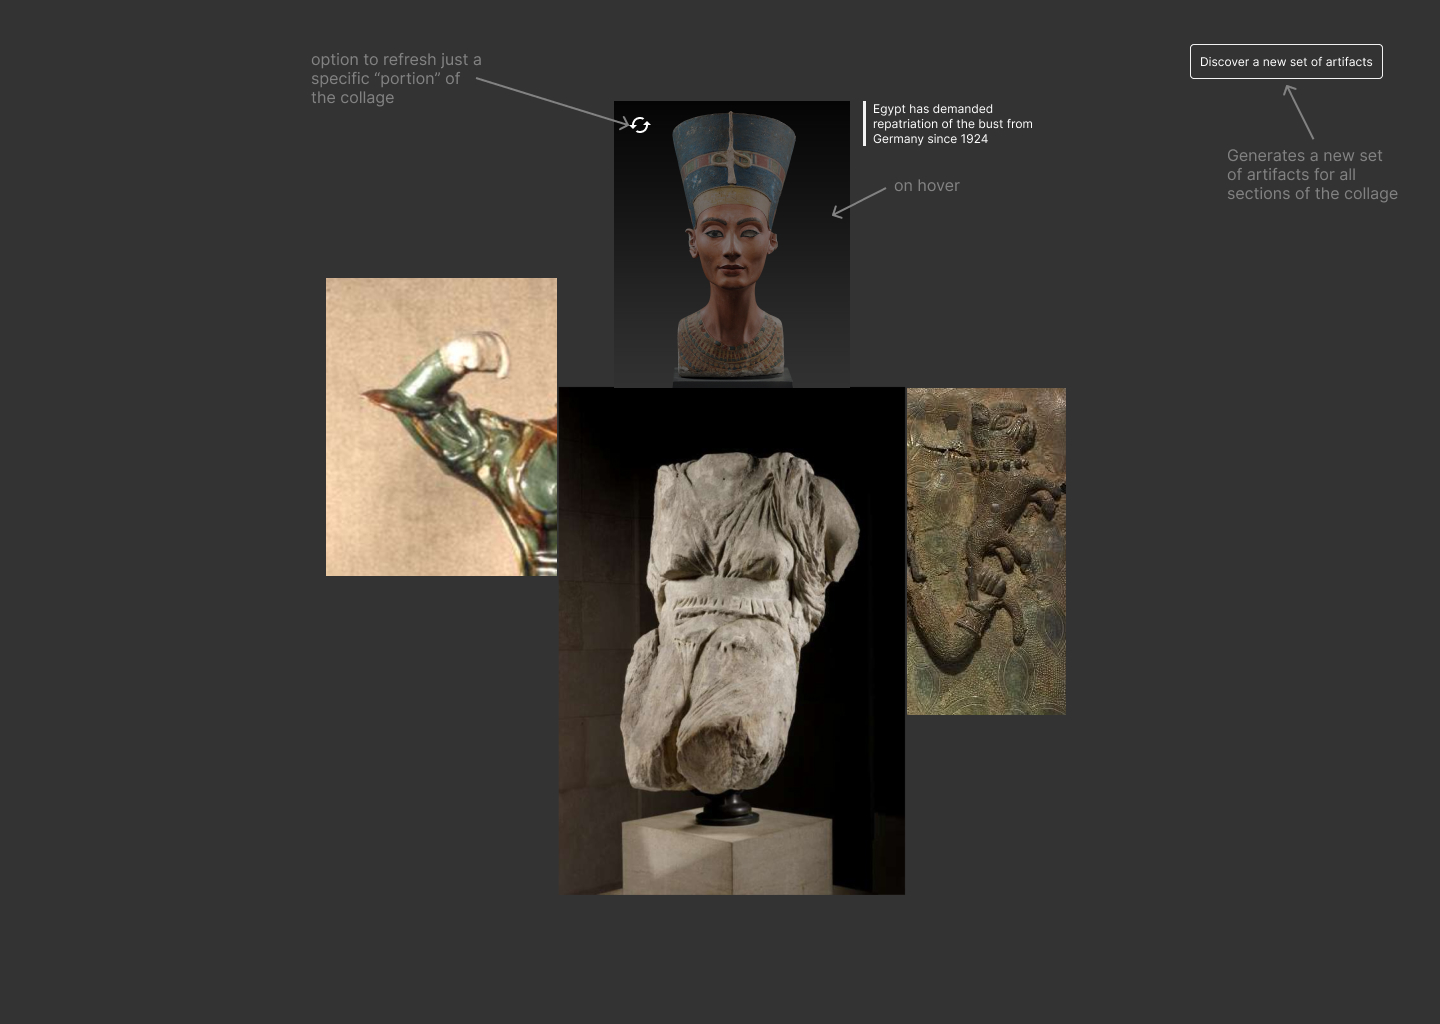 option to refresh just a
specific “portion” of
the collage
Discover a new set of artifacts
Egypt has demanded
repatriation of the bust from
Germany since 1924
Generates a new set
of artifacts for all
sections of the collage
on hover